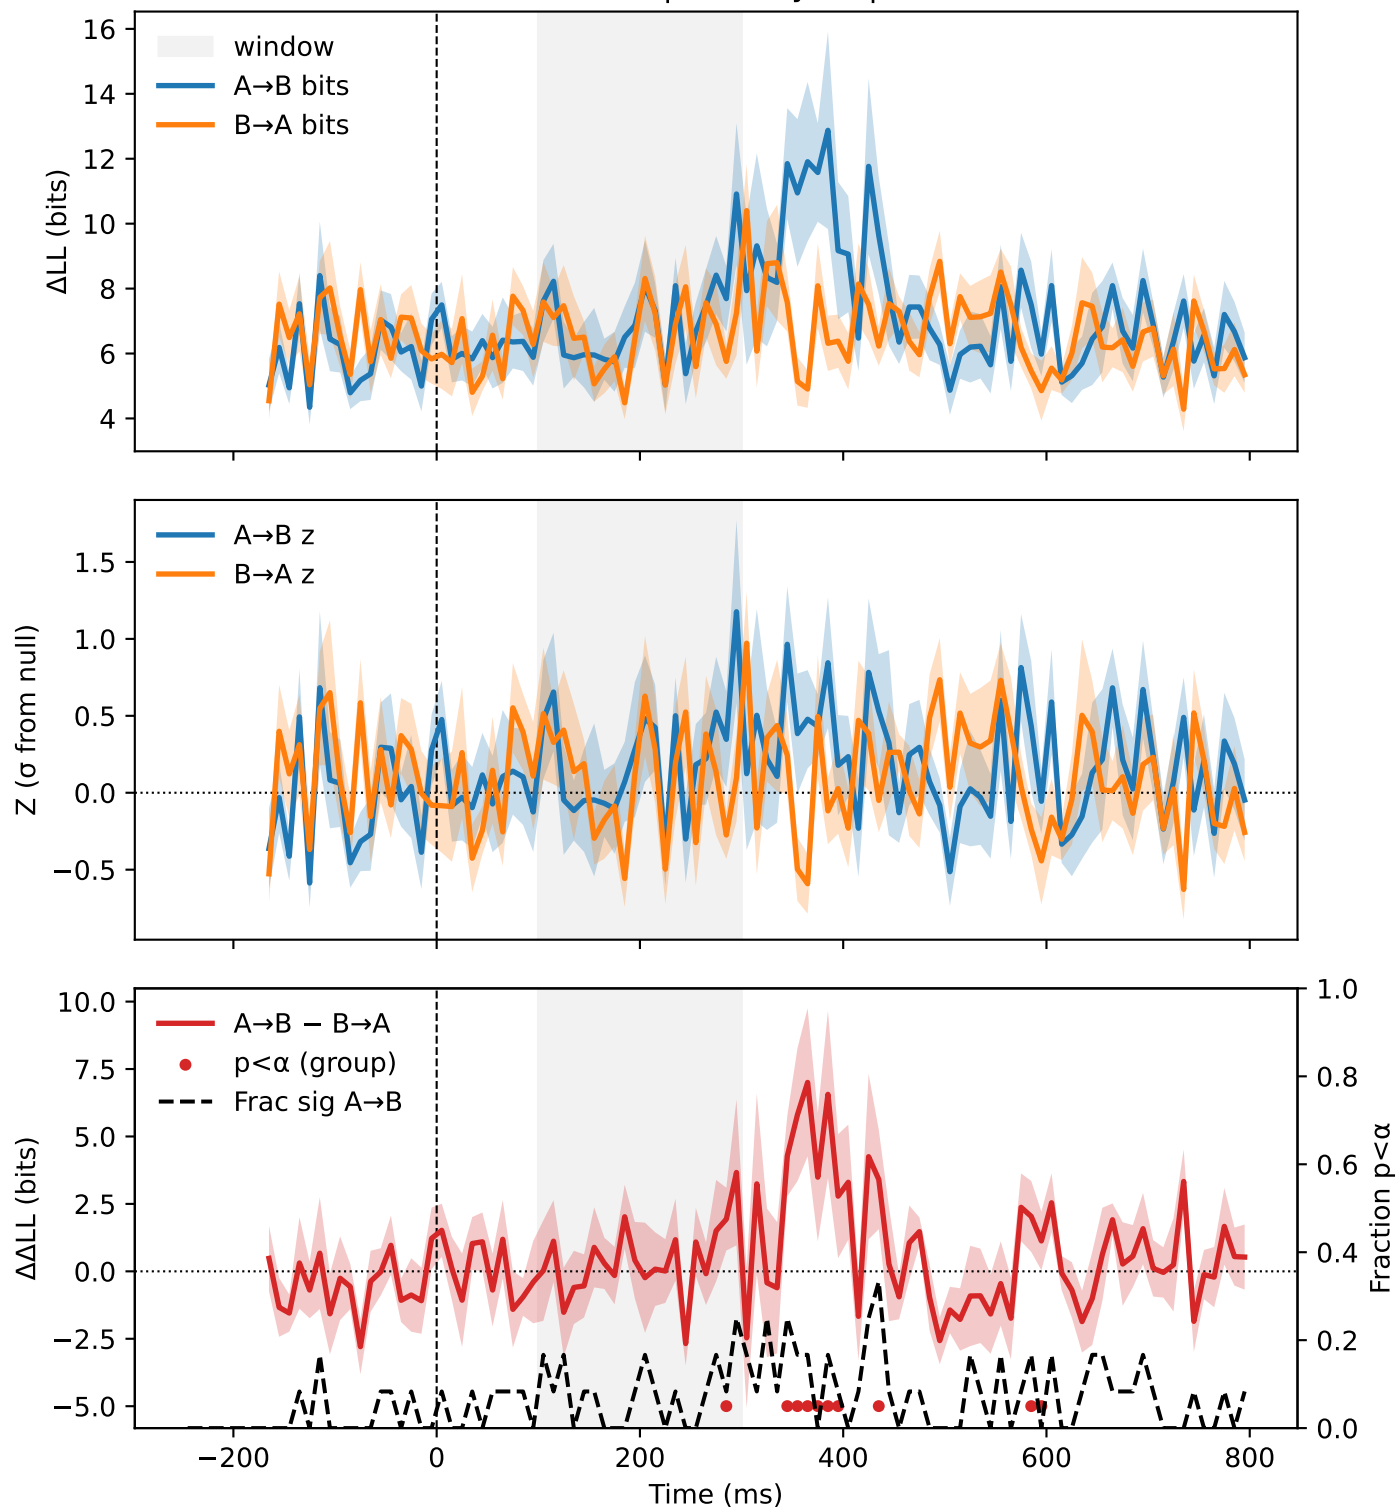 16
14
12
10
8
6
4
ΔLL (bits)
window
A→B bits
B→A bits
1.5
1.0
0.5
0.0
−0.5
Z (σ from null)
A→B z
B→A z
10.0
7.5
5.0
2.5
0.0
−2.5
−5.0
ΔΔLL (bits)
A→B − B→A
p<α (group)
Frac sig A→B
1.0
0.8
0.6
0.4
0.2
0.0
Fraction p<α
−200
0
200
400
600
800
Time (ms)